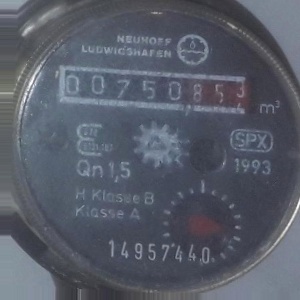 NEUHOFF
LUDWIGSHAFEN
00750853
m³
SPX
Qn 1,5
1993
H Klasse B
Klasse A
14957440